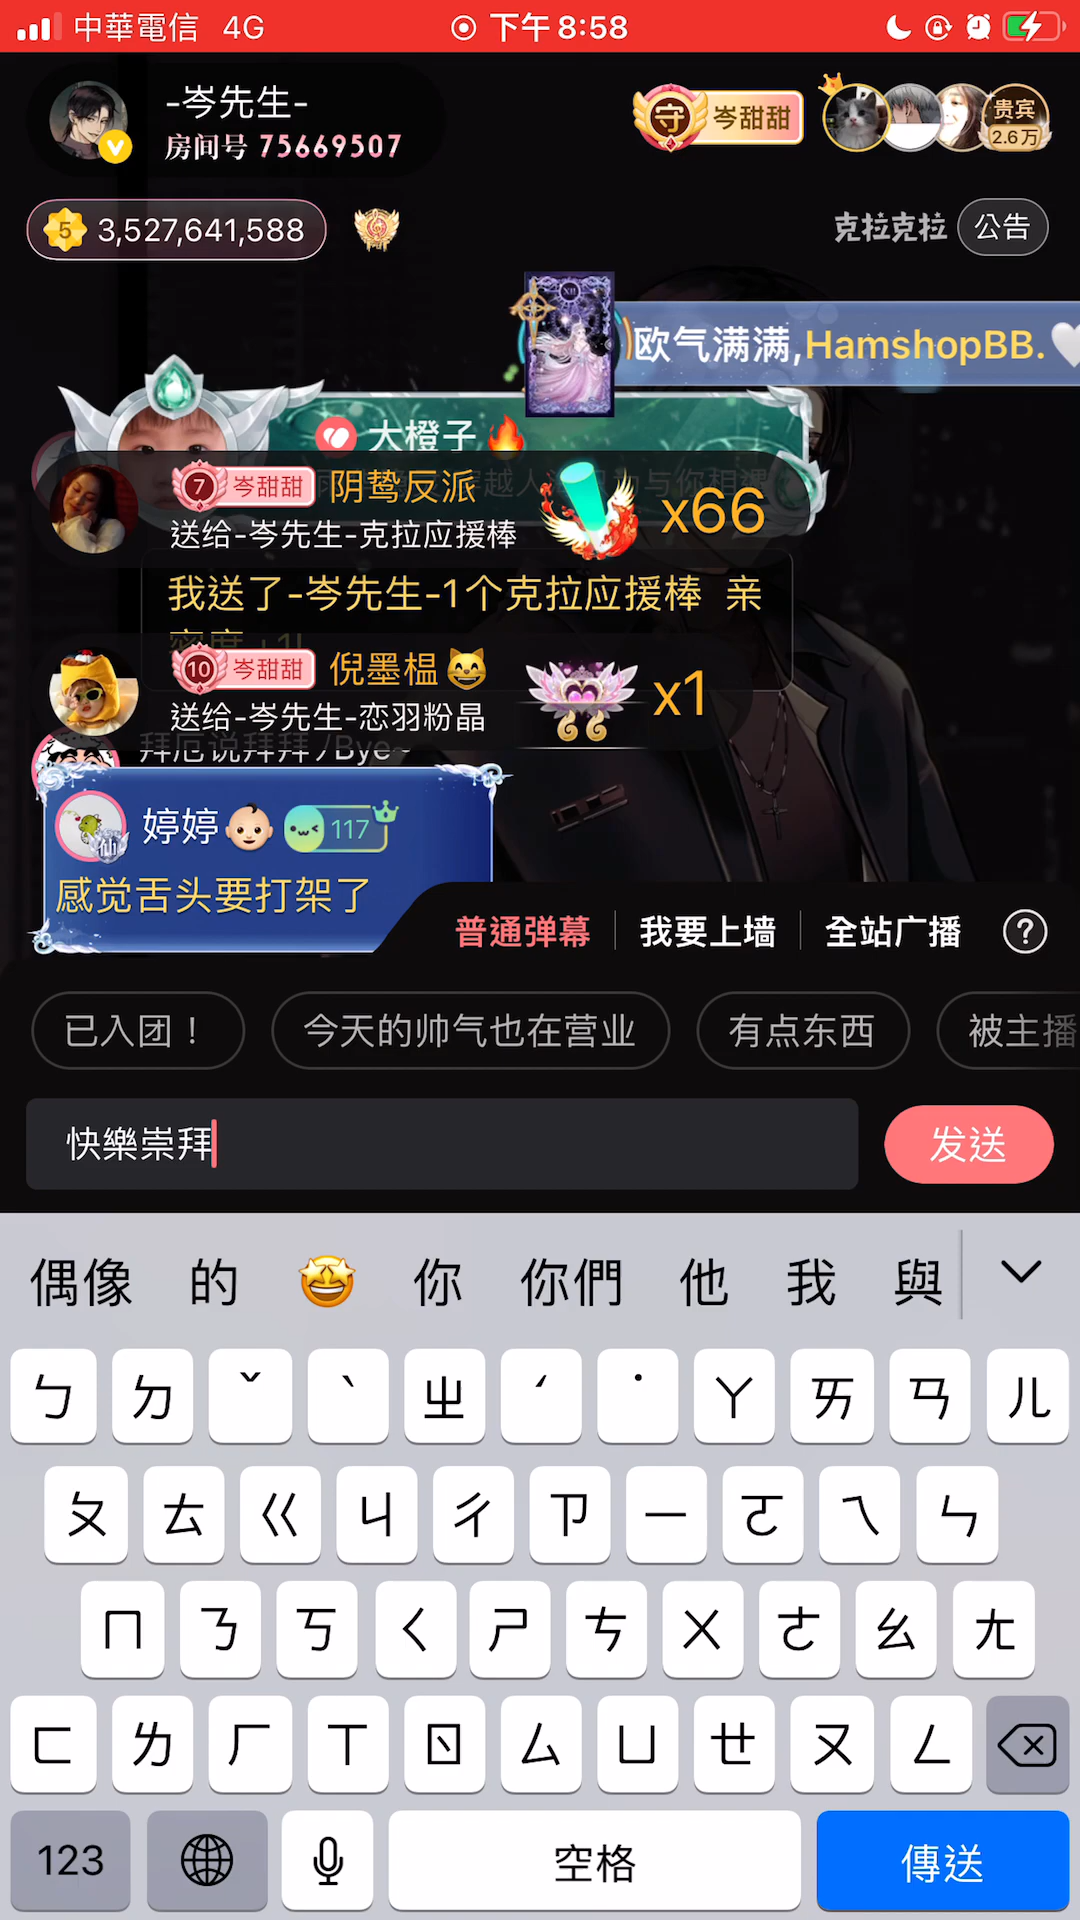 中華電信 4G 下午8:58
-岑先生-
房间号 75669507
守 岑甜甜
贵宾
2.6万
5 3,527,641,588
克拉克拉 公告
XII
欧气满满,HamshopBB.
大橙子🔥
7 岑甜甜 阴鸷反派
送给-岑先生-克拉应援棒 x66
我送了-岑先生-1个克拉应援棒 亲
密度+1
10 岑甜甜 倪墨榅😸
送给-岑先生-恋羽粉晶 x1
仙 婷婷👶🏻 117
感觉舌头要打架了
普通弹幕 我要上墙 全站广播 ?
已入团！ 今天的帅气也在营业 有点东西 被主播
快樂崇拜 发送
偶像 的 🤩 你 你們 他 我 與
ㄅ ㄉ ˇ ˋ ㄓ ˊ ˙ ㄚ ㄞ ㄢ ㄦ
ㄆ ㄊ ㄍ ㄐ ㄔ ㄗ ㄧ ㄛ ㄟ ㄣ
ㄇ ㄋ ㄎ ㄑ ㄕ ㄘ ㄨ ㄜ ㄠ ㄤ
ㄈ ㄌ ㄏ ㄒ ㄖ ㄙ ㄩ ㄝ ㄡ ㄥ
123 空格 傳送